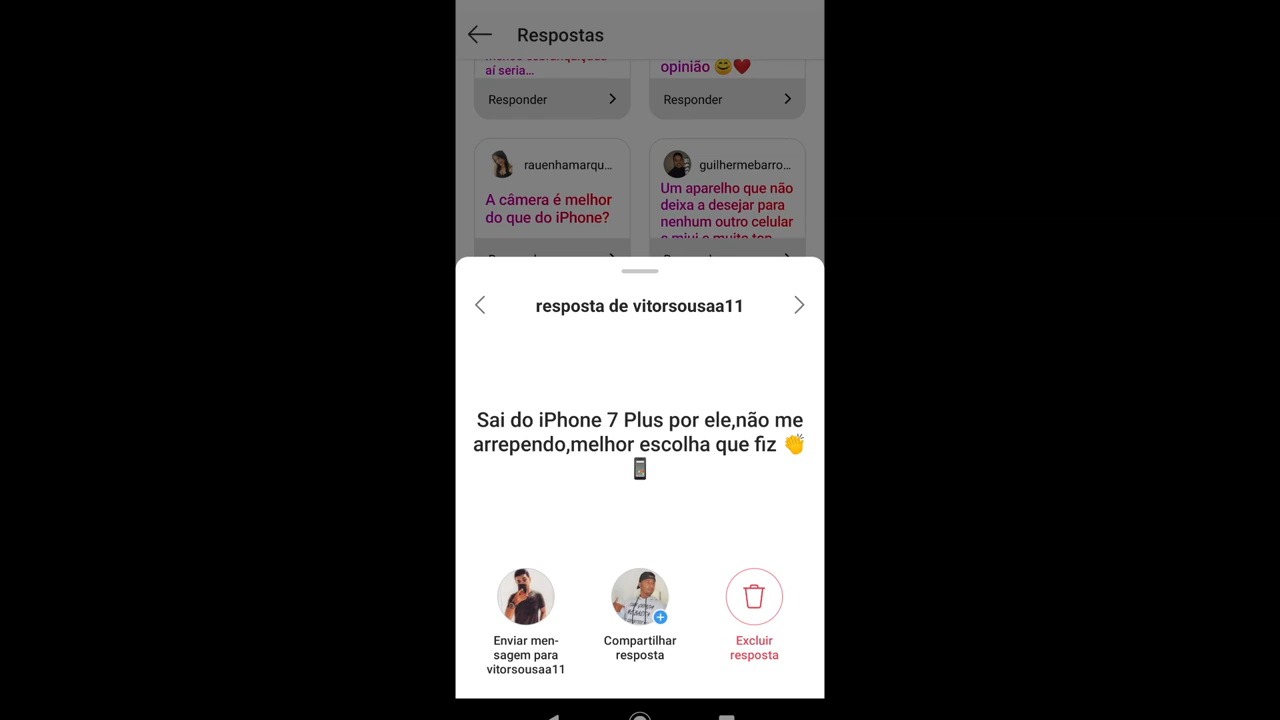 Respostas
aí seria…
opinião 😄❤️
Responder
Responder
rauenhamarqu…
guilhermebarro…
A câmera é melhor
do que do iPhone?
Um aparelho que não
deixa a desejar para
nenhum outro celular
resposta de vitorsousaa11
Sai do iPhone 7 Plus por ele,não me
arrependo,melhor escolha que fiz 👏
📱
Enviar men-
sagem para
vitorsousaa11
Compartilhar
resposta
Excluir
resposta